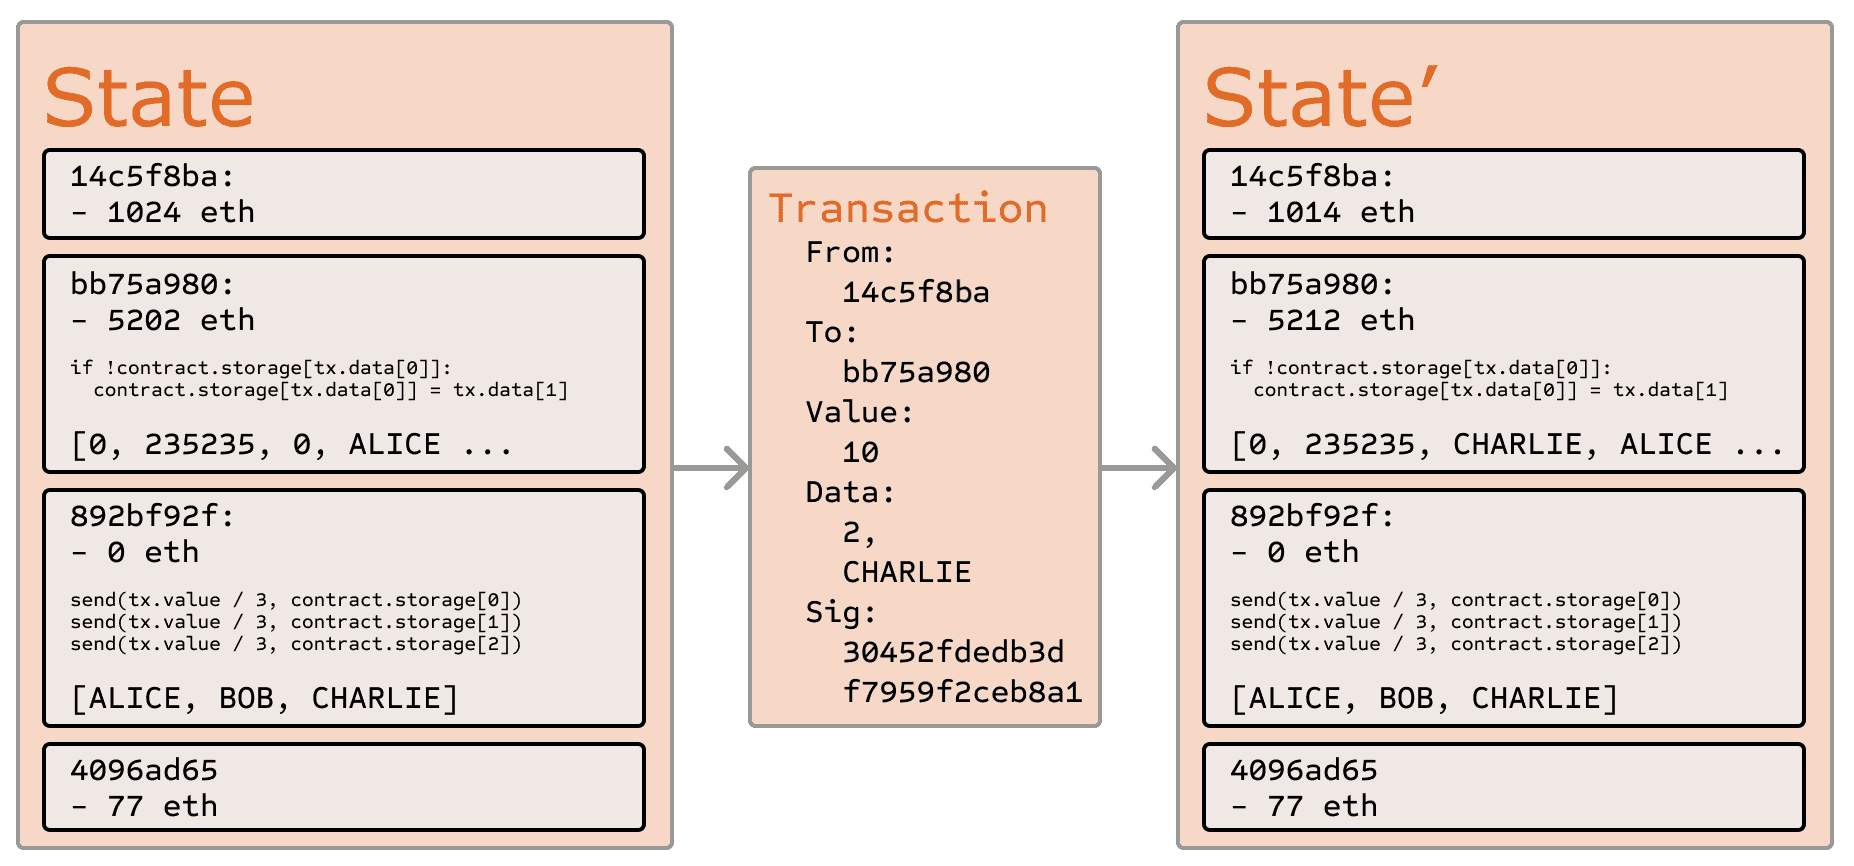 State
14c5f8ba:
- 1024 eth
bb75a980:
- 5202 eth
if !contract.storage[tx.data[0]]:
contract.storage[tx.data[0]] = tx.data[1]
[0, 235235, 0, ALICE ...
892bf92f:
- 0 eth
send(tx.value / 3, contract.storage[0])
send(tx.value / 3, contract.storage[1])
send(tx.value / 3, contract.storage[2])
[ALICE, BOB, CHARLIE]
4096ad65
- 77 eth
Transaction
From:
14c5f8ba
To:
bb75a980
Value:
10
Data:
2,
CHARLIE
Sig:
30452fdedb3d
f7959f2ceb8a1
State’
14c5f8ba:
- 1014 eth
bb75a980:
- 5212 eth
if !contract.storage[tx.data[0]]:
contract.storage[tx.data[0]] = tx.data[1]
[0, 235235, CHARLIE, ALICE ...
892bf92f:
- 0 eth
send(tx.value / 3, contract.storage[0])
send(tx.value / 3, contract.storage[1])
send(tx.value / 3, contract.storage[2])
[ALICE, BOB, CHARLIE]
4096ad65
- 77 eth